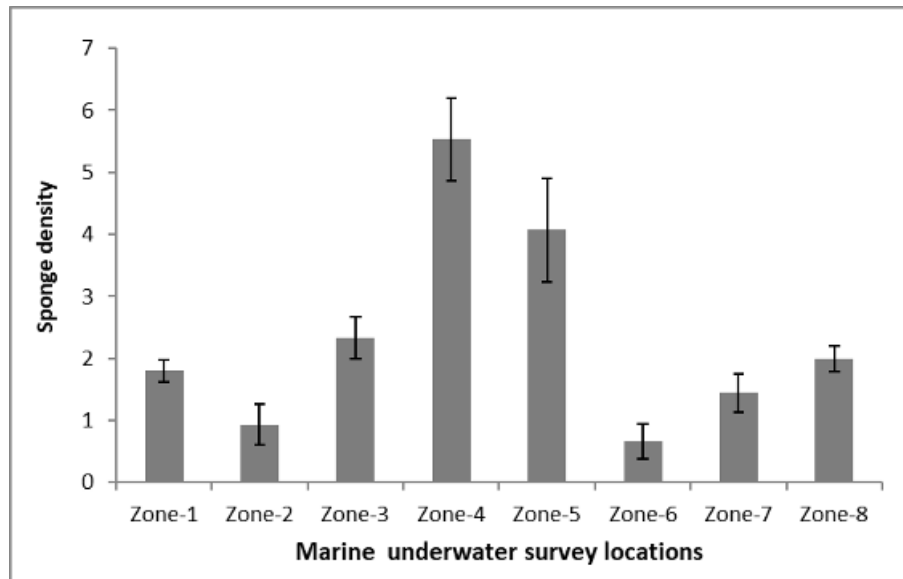 7
6
5
4
3
2
1
0
Sponge density
Zone-1 Zone-2 Zone-3 Zone-4 Zone-5 Zone-6 Zone-7 Zone-8
Marine underwater survey locations